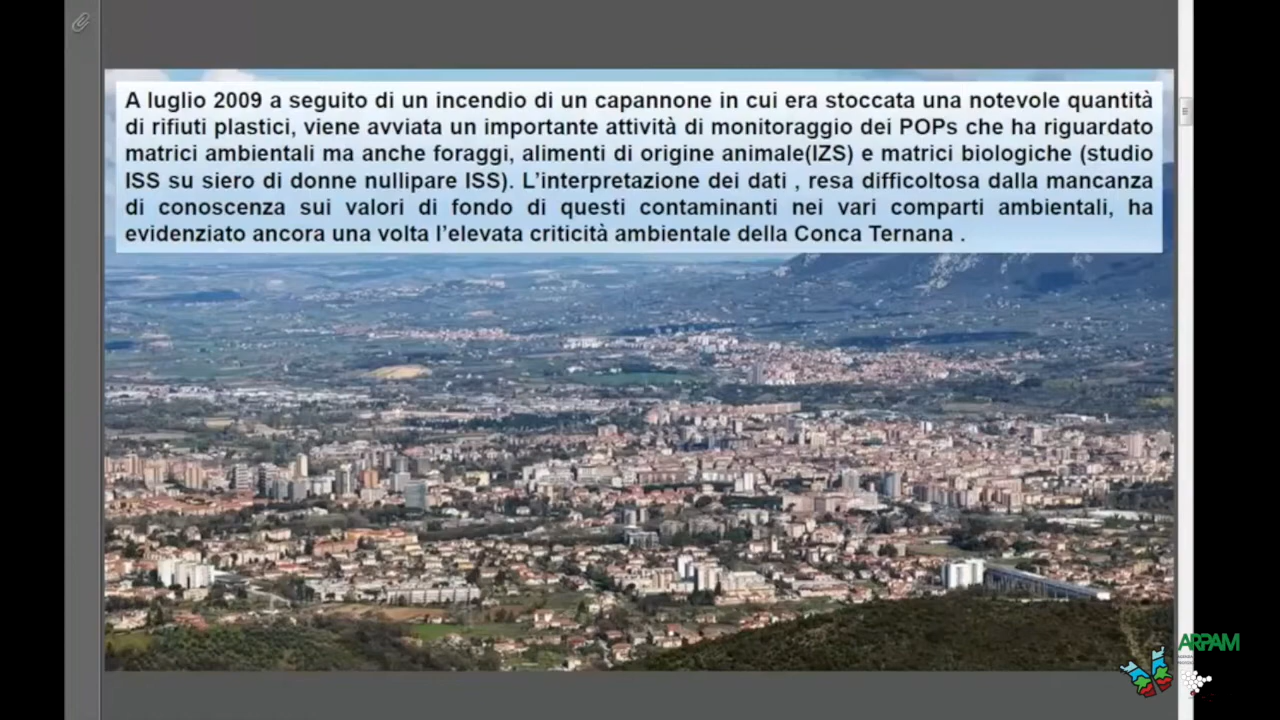 A luglio 2009 a seguito di un incendio di un capannone in cui era stoccata una notevole quantità
di rifiuti plastici, viene avviata un importante attività di monitoraggio dei POPs che ha riguardato
matrici ambientali ma anche foraggi, alimenti di origine animale(IZS) e matrici biologiche (studio
ISS su siero di donne nullipare ISS). L'interpretazione dei dati , resa difficoltosa dalla mancanza
di conoscenza sui valori di fondo di questi contaminanti nei vari comparti ambientali, ha
evidenziato ancora una volta l'elevata criticità ambientale della Conca Ternana .
ARPAM